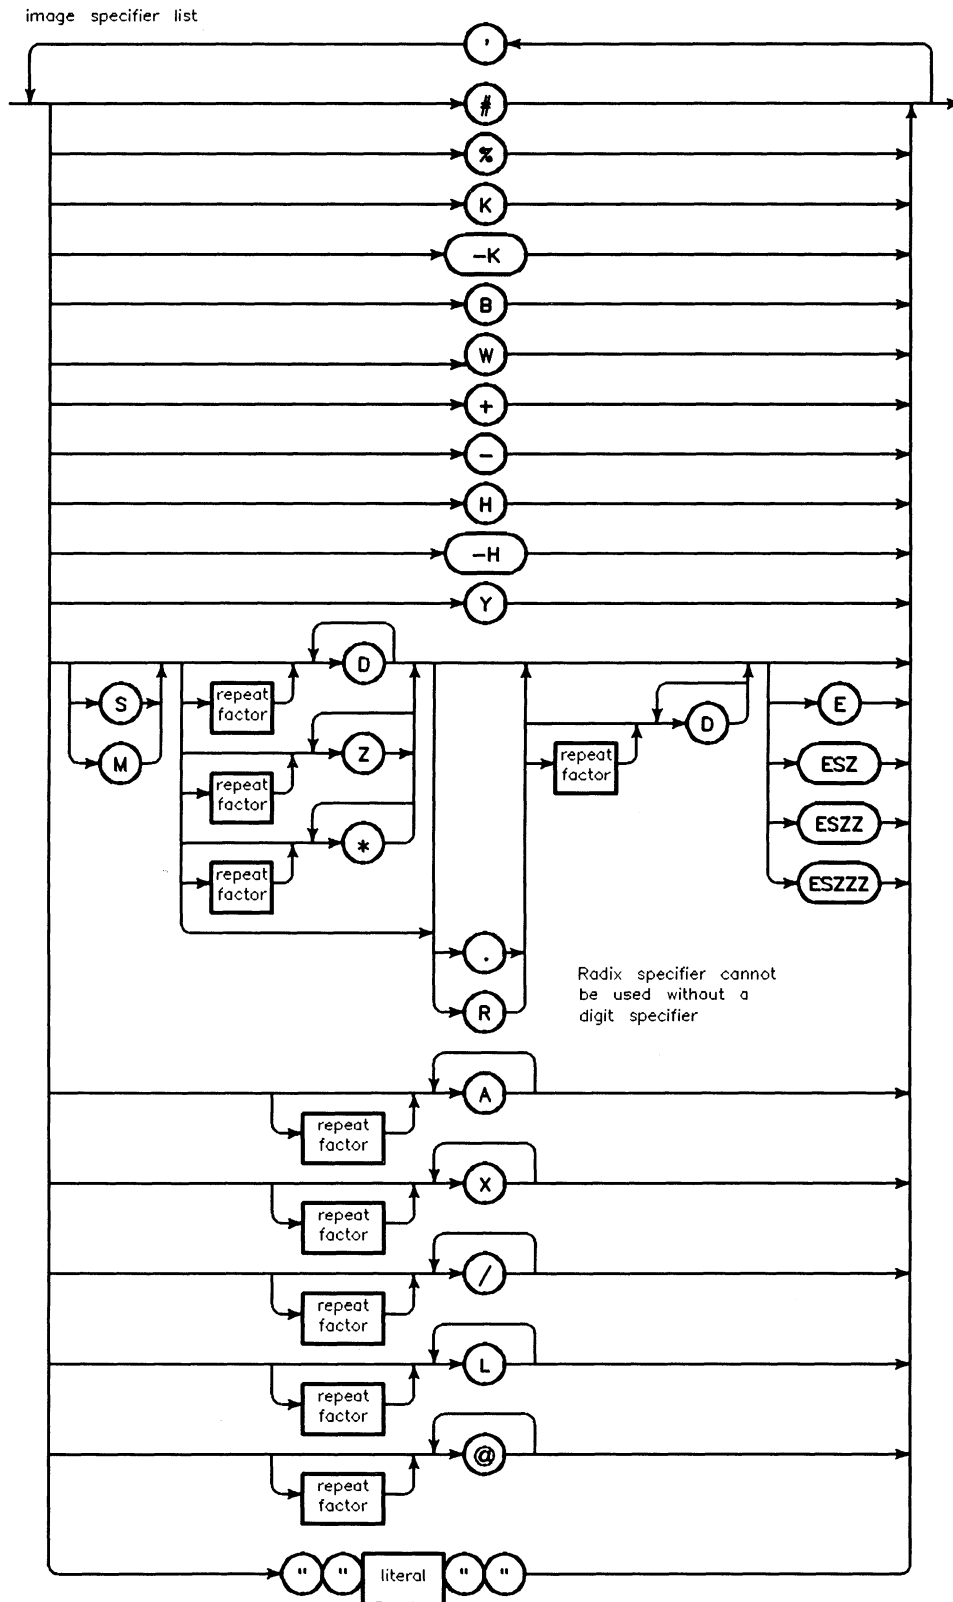 image specifier list
,
#
%
K
-K
B
W
+
-
H
-H
Y
D
S
repeat
factor
E
M
Z
D
repeat
factor
ESZ
repeat
factor
*
ESZZ
repeat
factor
ESZZZ
.
Radix specifier cannot
be used without a
digit specifier
R
A
repeat
factor
X
repeat
factor
/
repeat
factor
L
repeat
factor
@
repeat
factor
" " literal " "